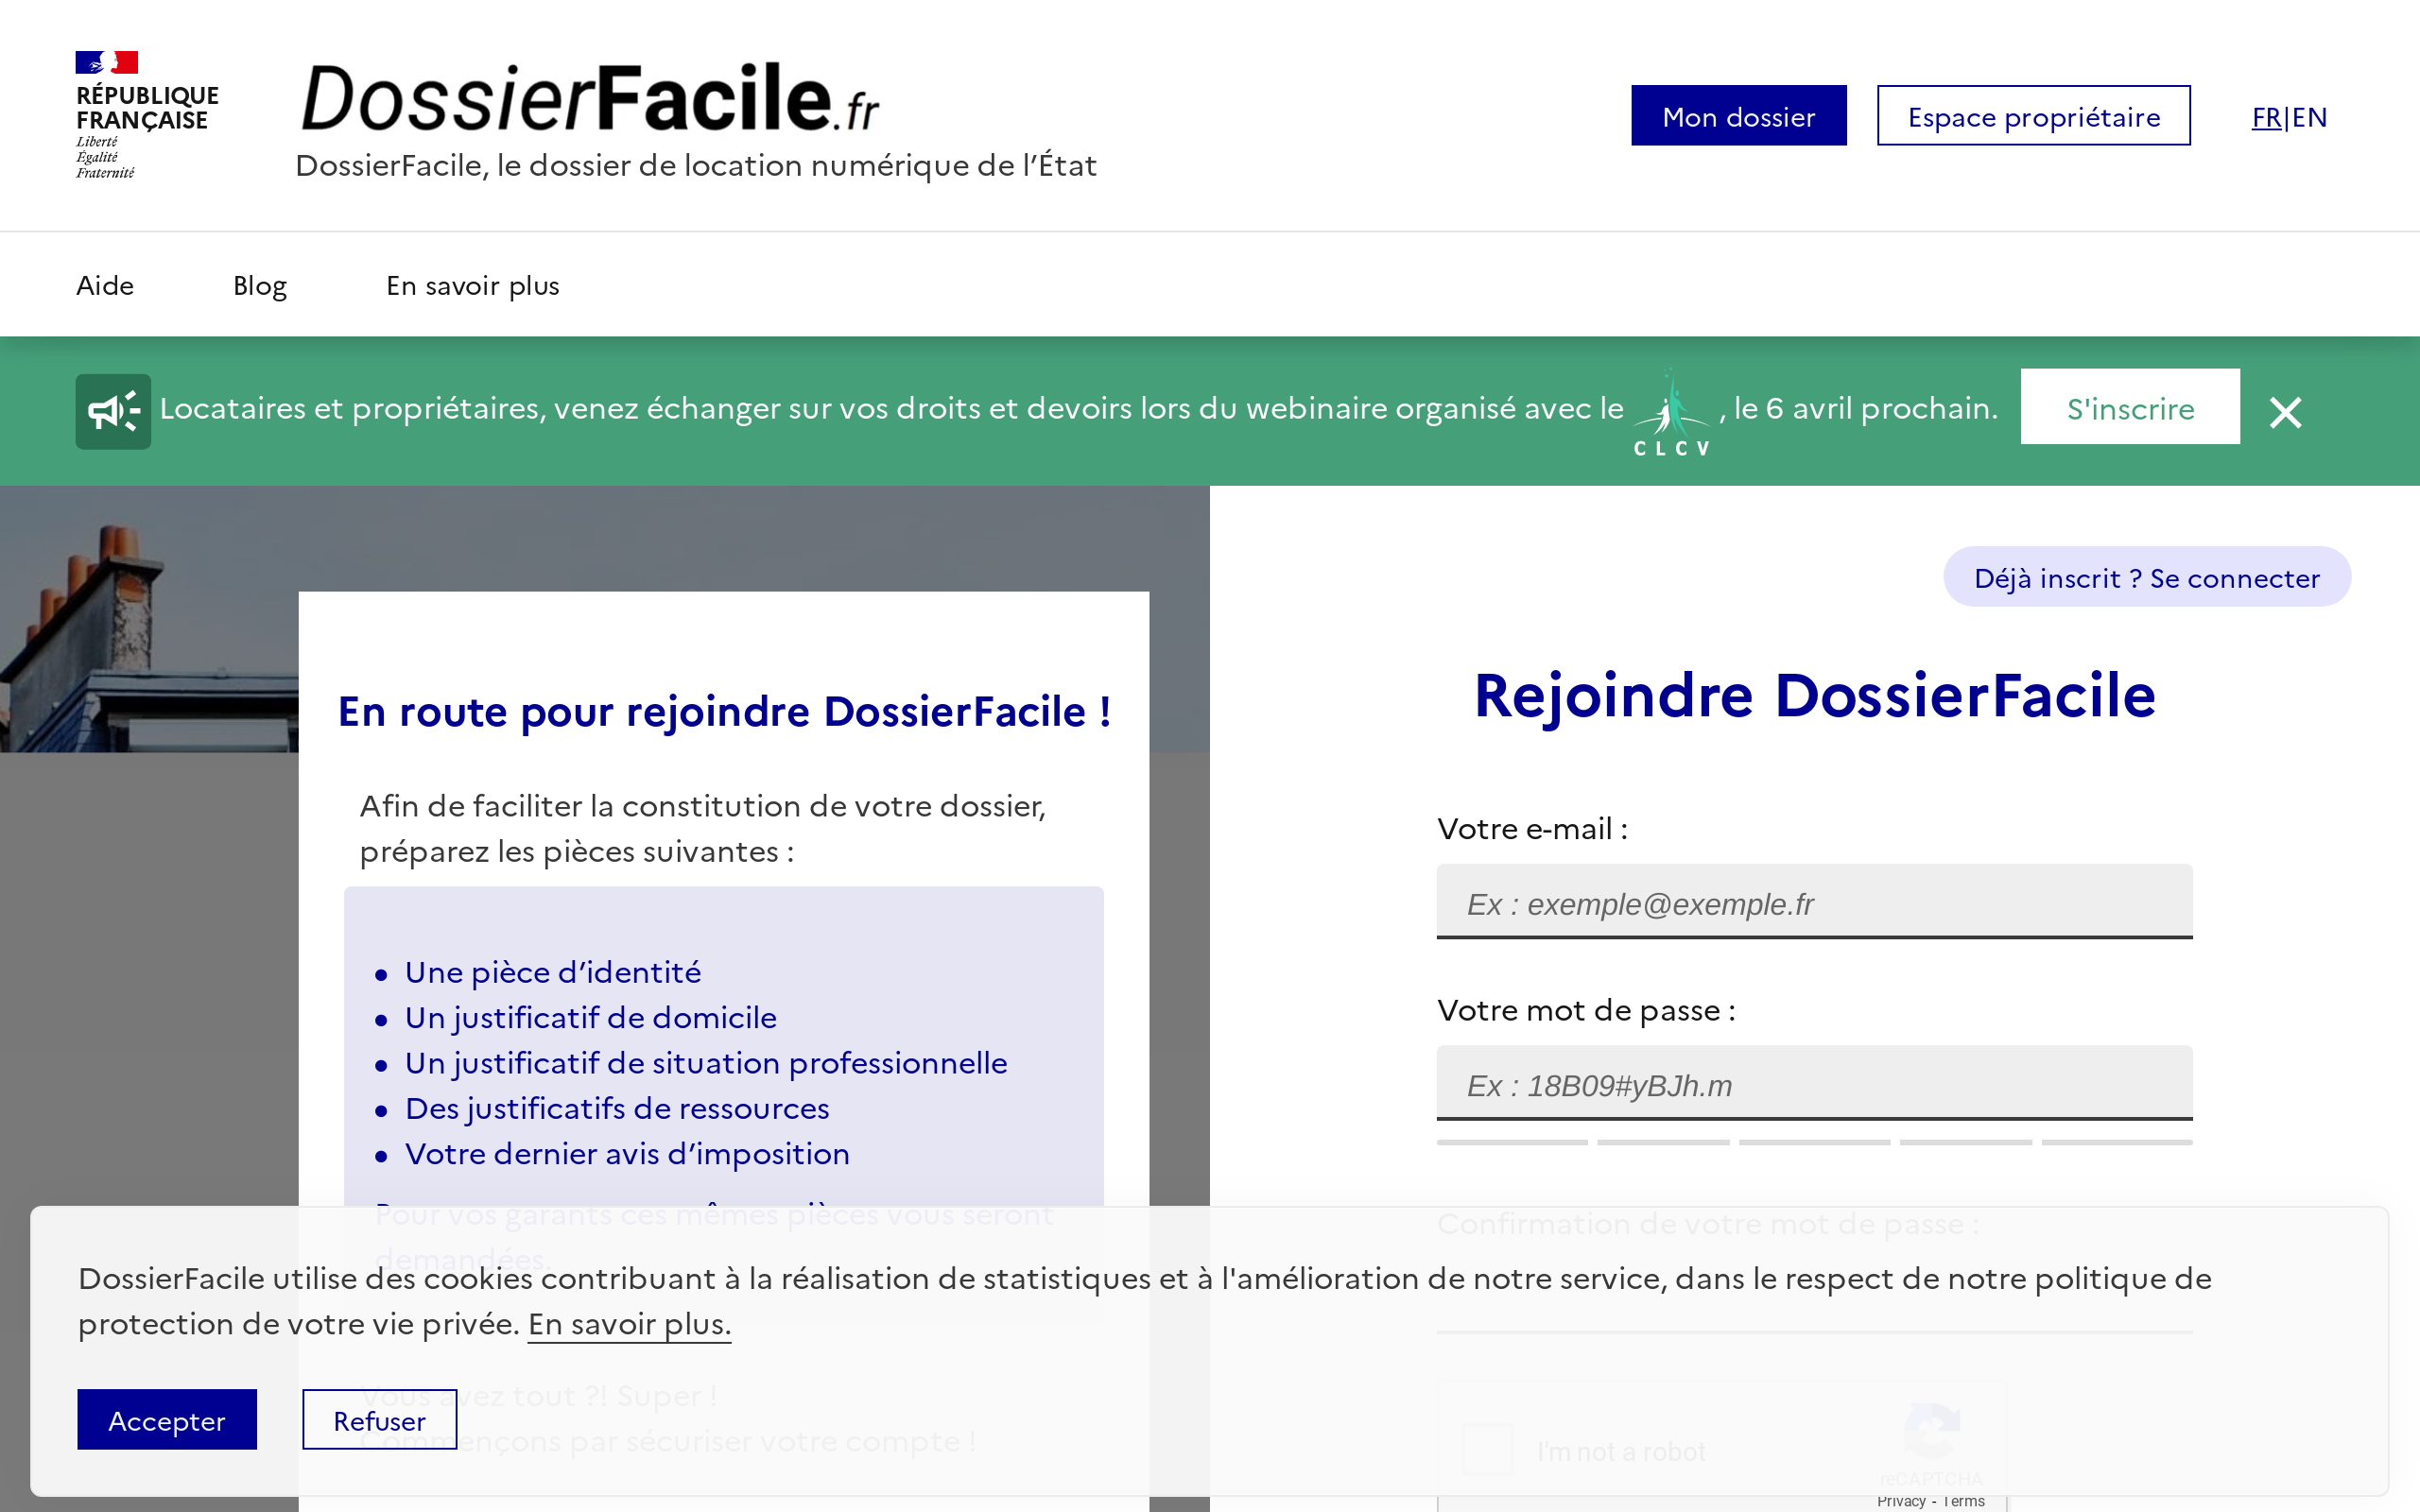 RÉPUBLIQUE
FRANÇAISE
Liberté
Égalité
Fraternité
DossierFacile.fr
DossierFacile, le dossier de location numérique de l’État
Mon dossier
Espace propriétaire
FR|EN
Aide
Blog
En savoir plus
Locataires et propriétaires, venez échanger sur vos droits et devoirs lors du webinaire organisé avec le CLCV , le 6 avril prochain.
S'inscrire
En route pour rejoindre DossierFacile !
Afin de faciliter la constitution de votre dossier,
préparez les pièces suivantes :
Une pièce d’identité
Un justificatif de domicile
Un justificatif de situation professionnelle
Des justificatifs de ressources
Votre dernier avis d’imposition
Pour vos garants ces mêmes pièces vous seront
demandées.
Vous avez tout ?! Super !
Commençons par sécuriser votre compte !
Déjà inscrit ? Se connecter
Rejoindre DossierFacile
Votre e-mail :
Ex : exemple@exemple.fr
Votre mot de passe :
Ex : 18B09#yBJh.m
Confirmation de votre mot de passe :
I'm not a robot
reCAPTCHA
Privacy - Terms
DossierFacile utilise des cookies contribuant à la réalisation de statistiques et à l'amélioration de notre service, dans le respect de notre politique de
protection de votre vie privée. En savoir plus.
Accepter
Refuser